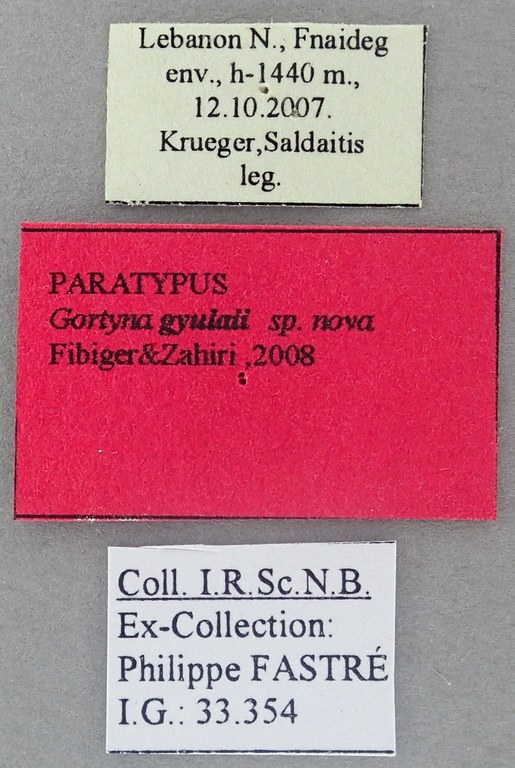 Lebanon N., Fnaideg
env., h-1440 m.,
12.10.2007.
Krueger,Saldaitis
leg.
PARATYPUS
Gortyna gyulaii sp. nova
Fibiger&Zahiri ,2008
Coll. I.R.Sc.N.B.
Ex-Collection:
Philippe FASTRÉ
I.G.: 33.354